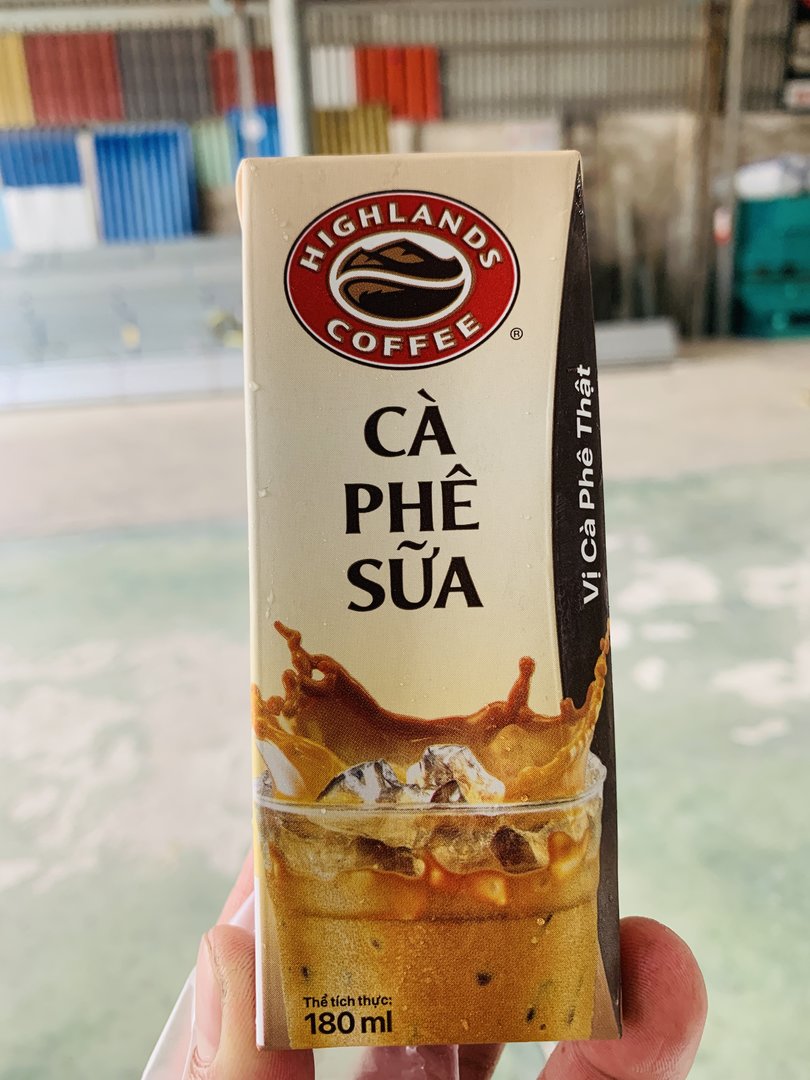 HIGHLANDS
COFFEE
®
CÀ
PHÊ
SỮA
Vị Cà Phê Thật
Thể tích thực:
180 ml